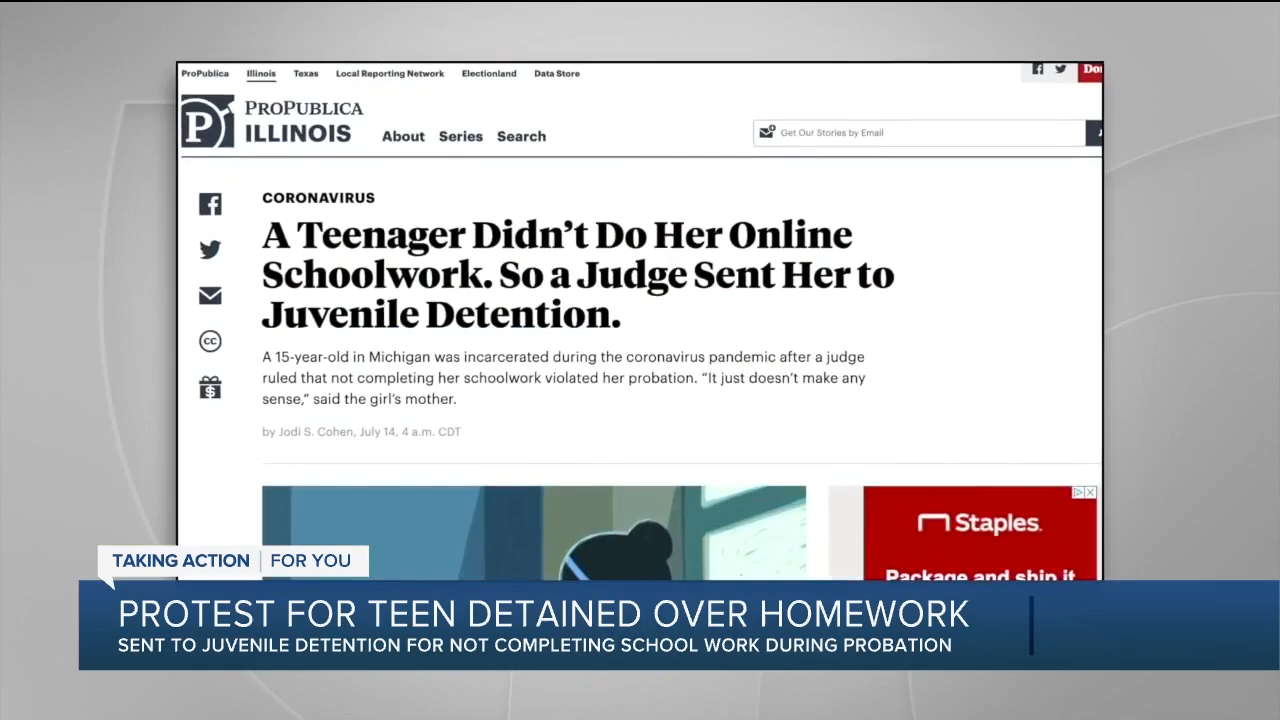 ProPublica Illinois Texas Local Reporting Network Electionland Data Store
PROPUBLICA
ILLINOIS
About Series Search
Get Our Stories by Email
CORONAVIRUS
A Teenager Didn't Do Her Online
Schoolwork. So a Judge Sent Her to
Juvenile Detention.
A 15-year-old in Michigan was incarcerated during the coronavirus pandemic after a judge
ruled that not completing her schoolwork violated her probation. “It just doesn't make any
sense,” said the girl's mother.
by Jodi S. Cohen, July 14, 4 a.m. CDT
Staples.
Package and ship it
TAKING ACTION FOR YOU
PROTEST FOR TEEN DETAINED OVER HOMEWORK
SENT TO JUVENILE DETENTION FOR NOT COMPLETING SCHOOL WORK DURING PROBATION